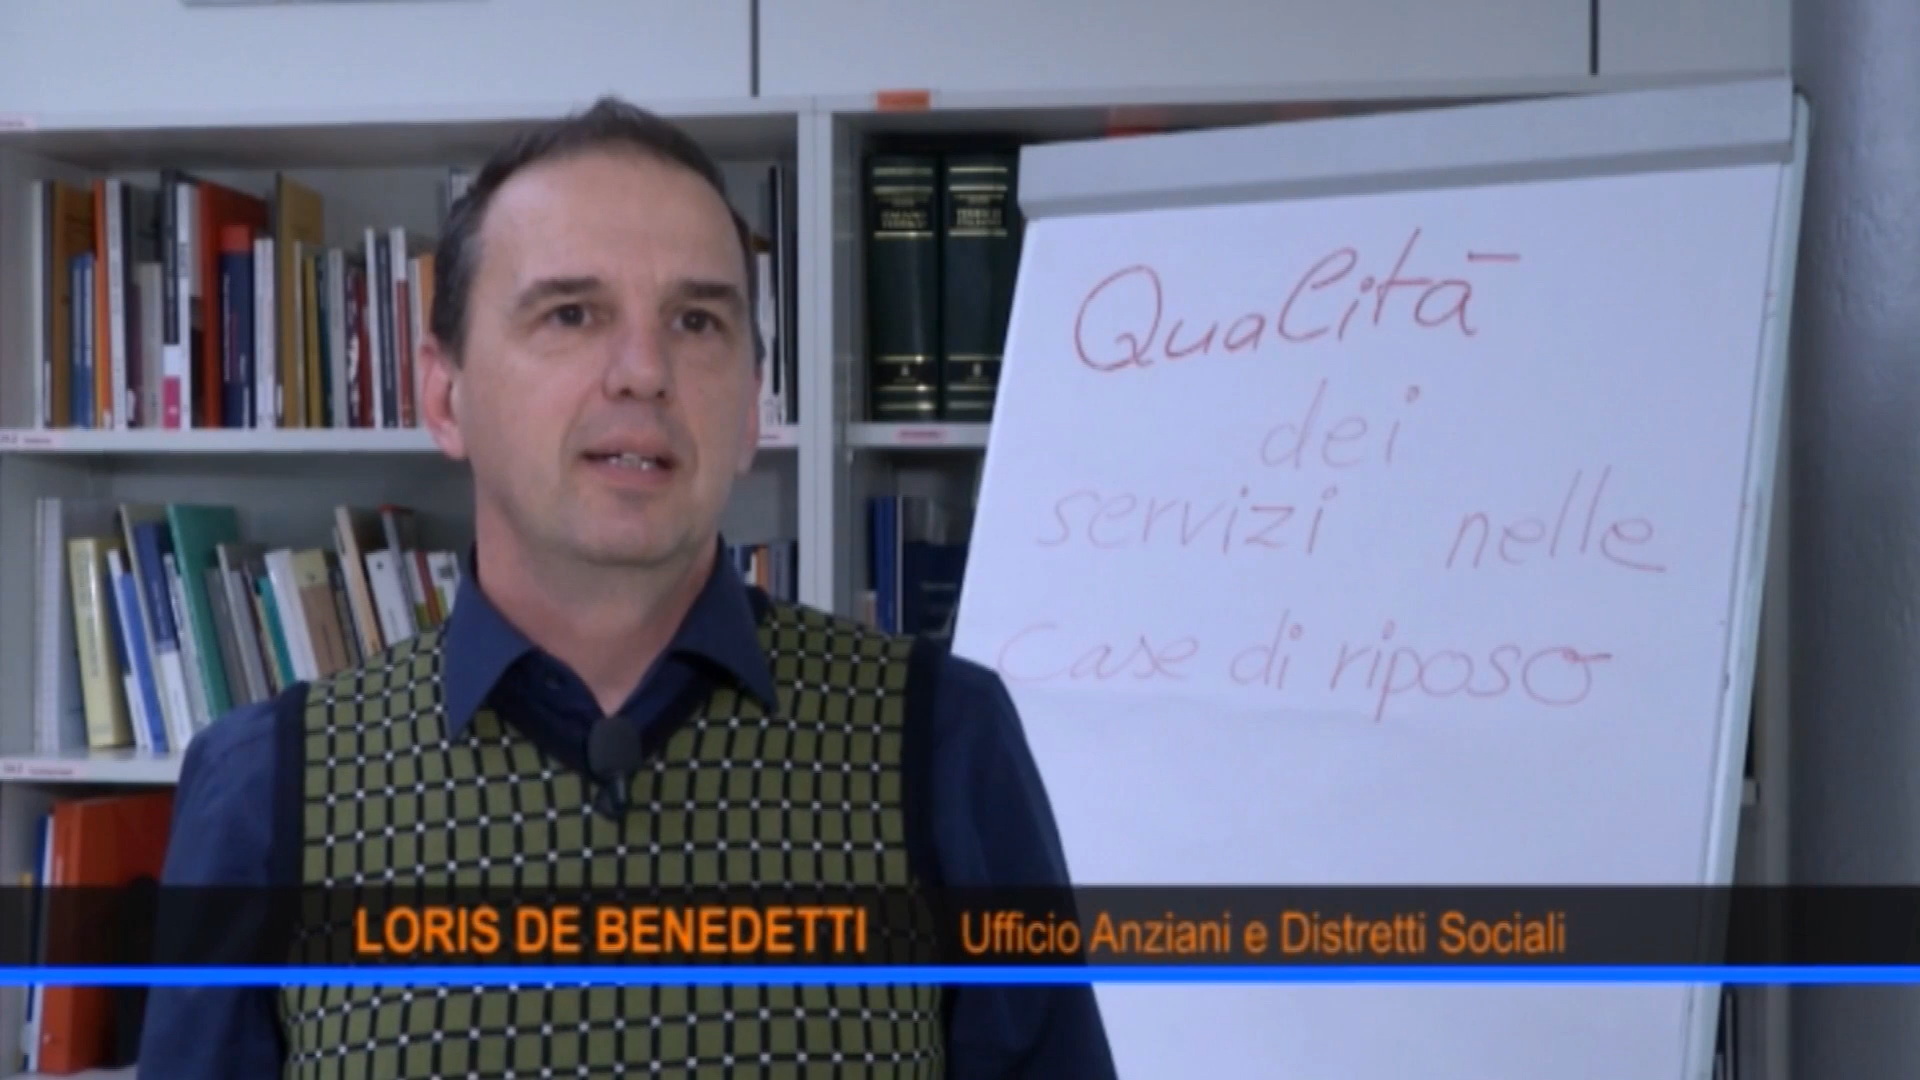 Qualità
dei
servizi nelle
case di riposo
LORIS DE BENEDETTI Ufficio Anziani e Distretti Sociali